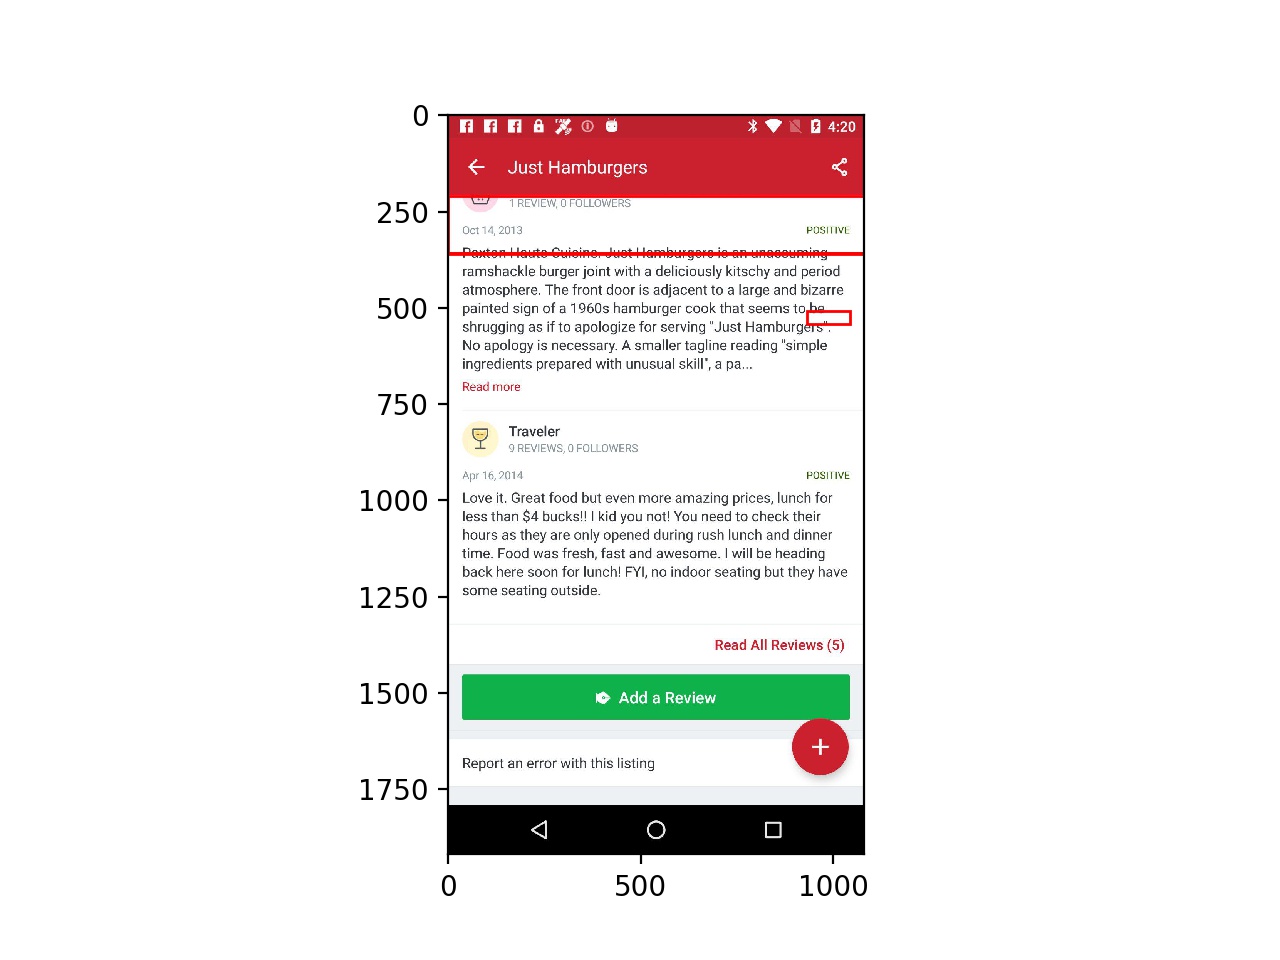 0
250
500
750
1000
1250
1500
1750
0 500 1000
4:20
Just Hamburgers
1 REVIEW, 0 FOLLOWERS
Oct 14, 2013 POSITIVE
Paxton Haute Cuisine. Just Hamburgers is an unassuming
ramshackle burger joint with a deliciously kitschy and period
atmosphere. The front door is adjacent to a large and bizarre
painted sign of a 1960s hamburger cook that seems to be
shrugging as if to apologize for serving "Just Hamburgers".
No apology is necessary. A smaller tagline reading "simple
ingredients prepared with unusual skill", a pa...
Read more
Traveler
9 REVIEWS, 0 FOLLOWERS
Apr 16, 2014 POSITIVE
Love it. Great food but even more amazing prices, lunch for
less than $4 bucks!! I kid you not! You need to check their
hours as they are only opened during rush lunch and dinner
time. Food was fresh, fast and awesome. I will be heading
back here soon for lunch! FYI, no indoor seating but they have
some seating outside.
Read All Reviews (5)
Add a Review
Report an error with this listing